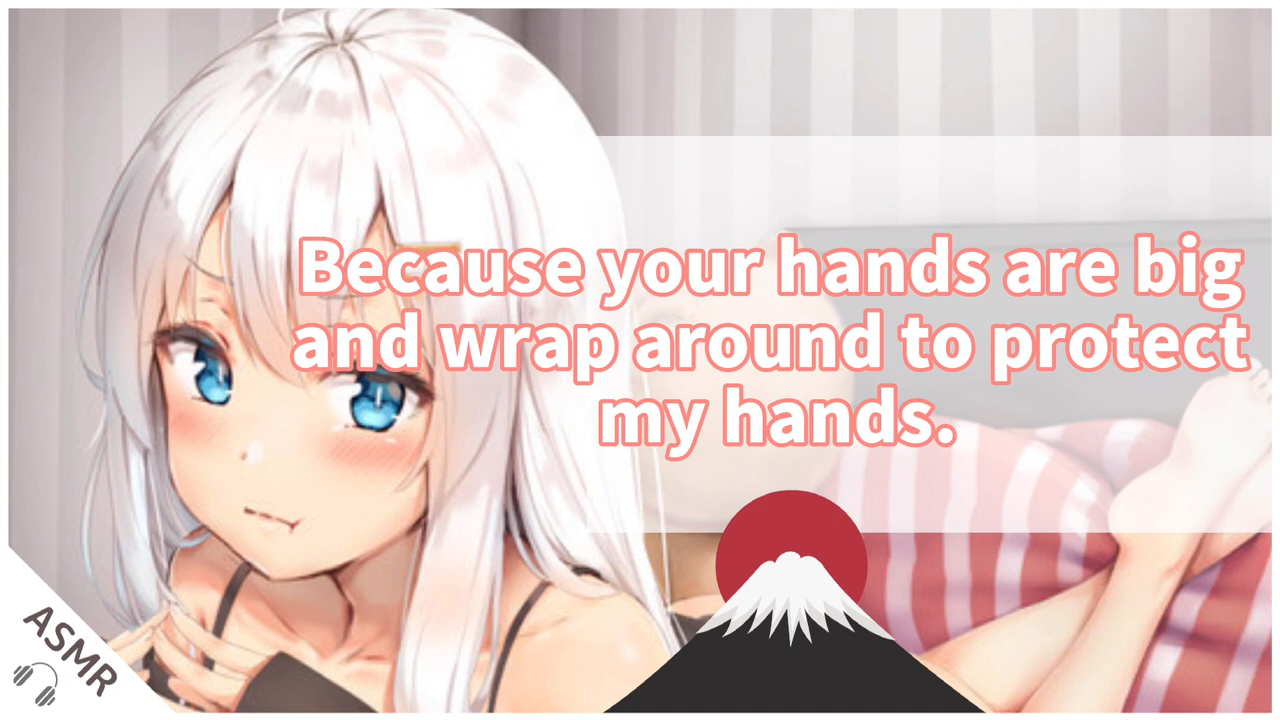 Because your hands are big
and wrap around to protect
my hands.
ASMR